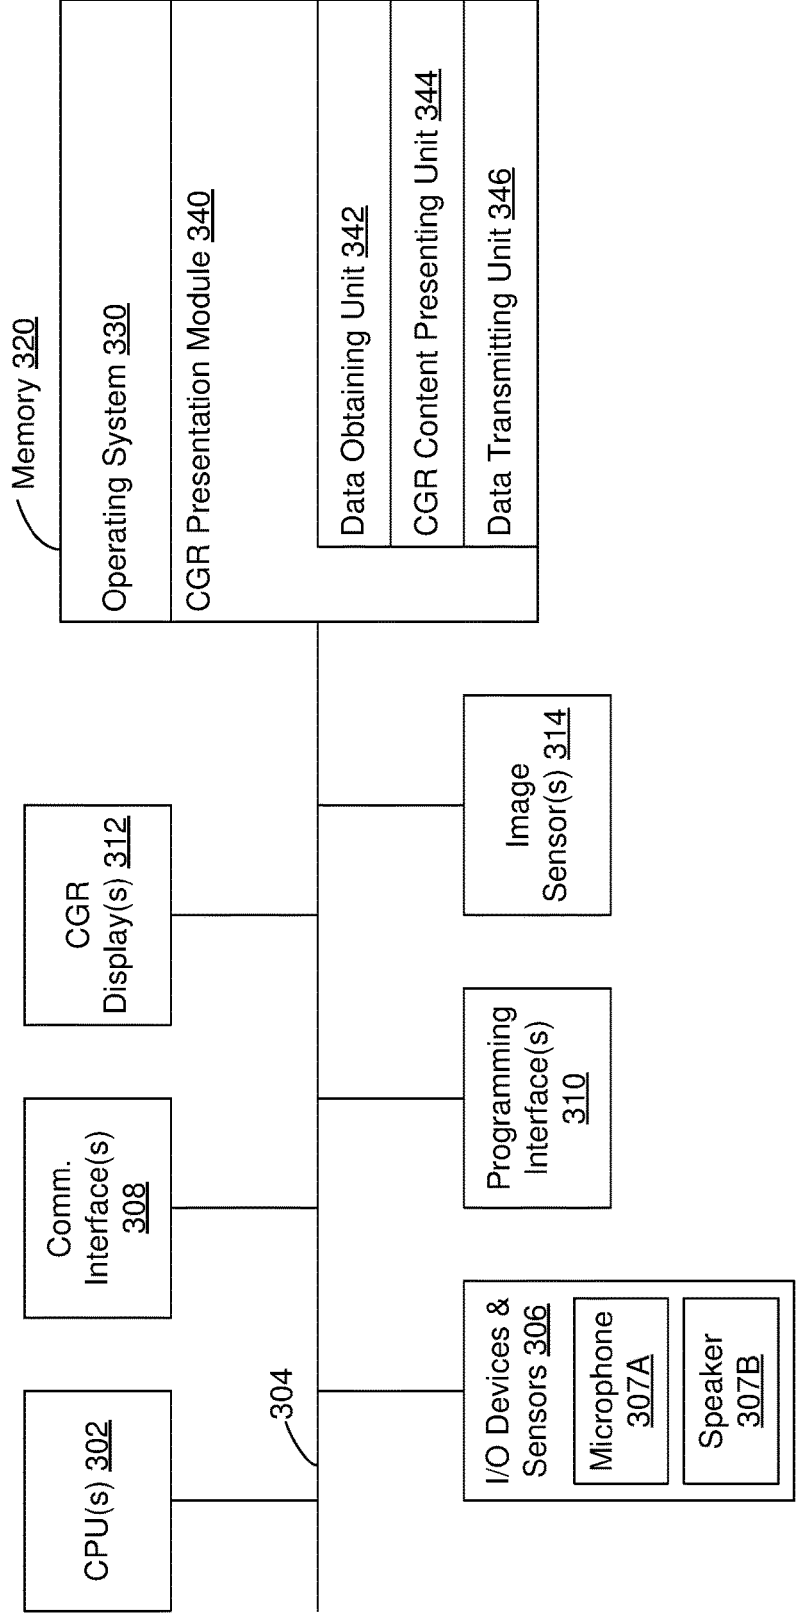 CPU(s) 302
Comm.
Interface(s)
308
CGR
Display(s) 312
Memory 320
Operating System 330
CGR Presentation Module 340
Data Obtaining Unit 342
CGR Content Presenting Unit 344
Data Transmitting Unit 346
304
I/O Devices &
Sensors 306
Microphone
307A
Speaker
307B
Programming
Interface(s)
310
Image
Sensor(s) 314